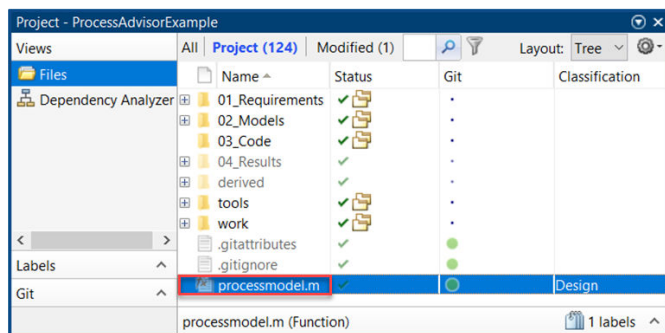 Project - ProcessAdvisorExample
Views
All Project (124) Modified (1) Layout: Tree
Files
Name Status Git Classification
Dependency Analyzer
01_Requirements
02_Models
03_Code
04_Results
derived
tools
work
.gitattributes
Labels
.gitignore
processmodel.m Design
Git
processmodel.m (Function) 1 labels